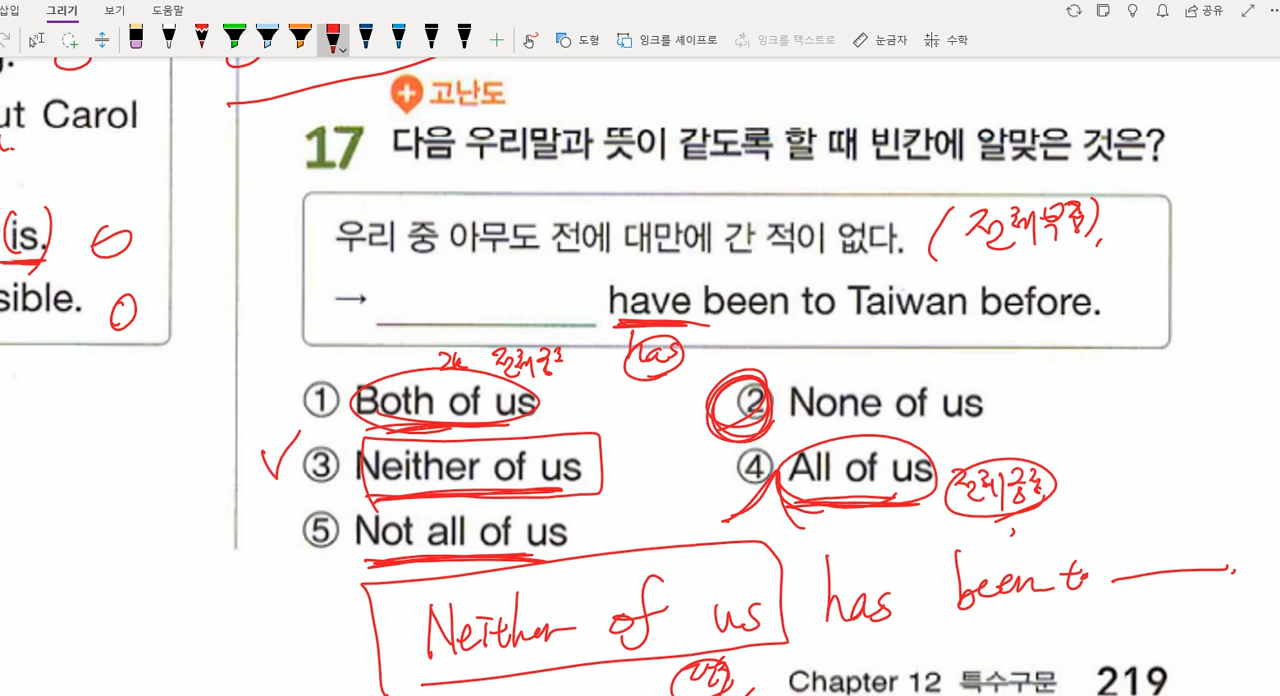 삽입 그리기 보기 도움말 공유
도형 잉크를 셰이프로 잉크를 텍스트로 눈금자 수학
ut Carol
is.
sible.
고난도
17 다음 우리말과 뜻이 같도록 할 때 빈칸에 알맞은 것은?
우리 중 아무도 전에 대만에 간 적이 없다. (전체부정).
→ ________ have been to Taiwan before.
has
전체긍정
① Both of us ② None of us
③ Neither of us ④ All of us 전체긍정
⑤ Not all of us
Neither of us has been to
Chapter 12 특수구문 219